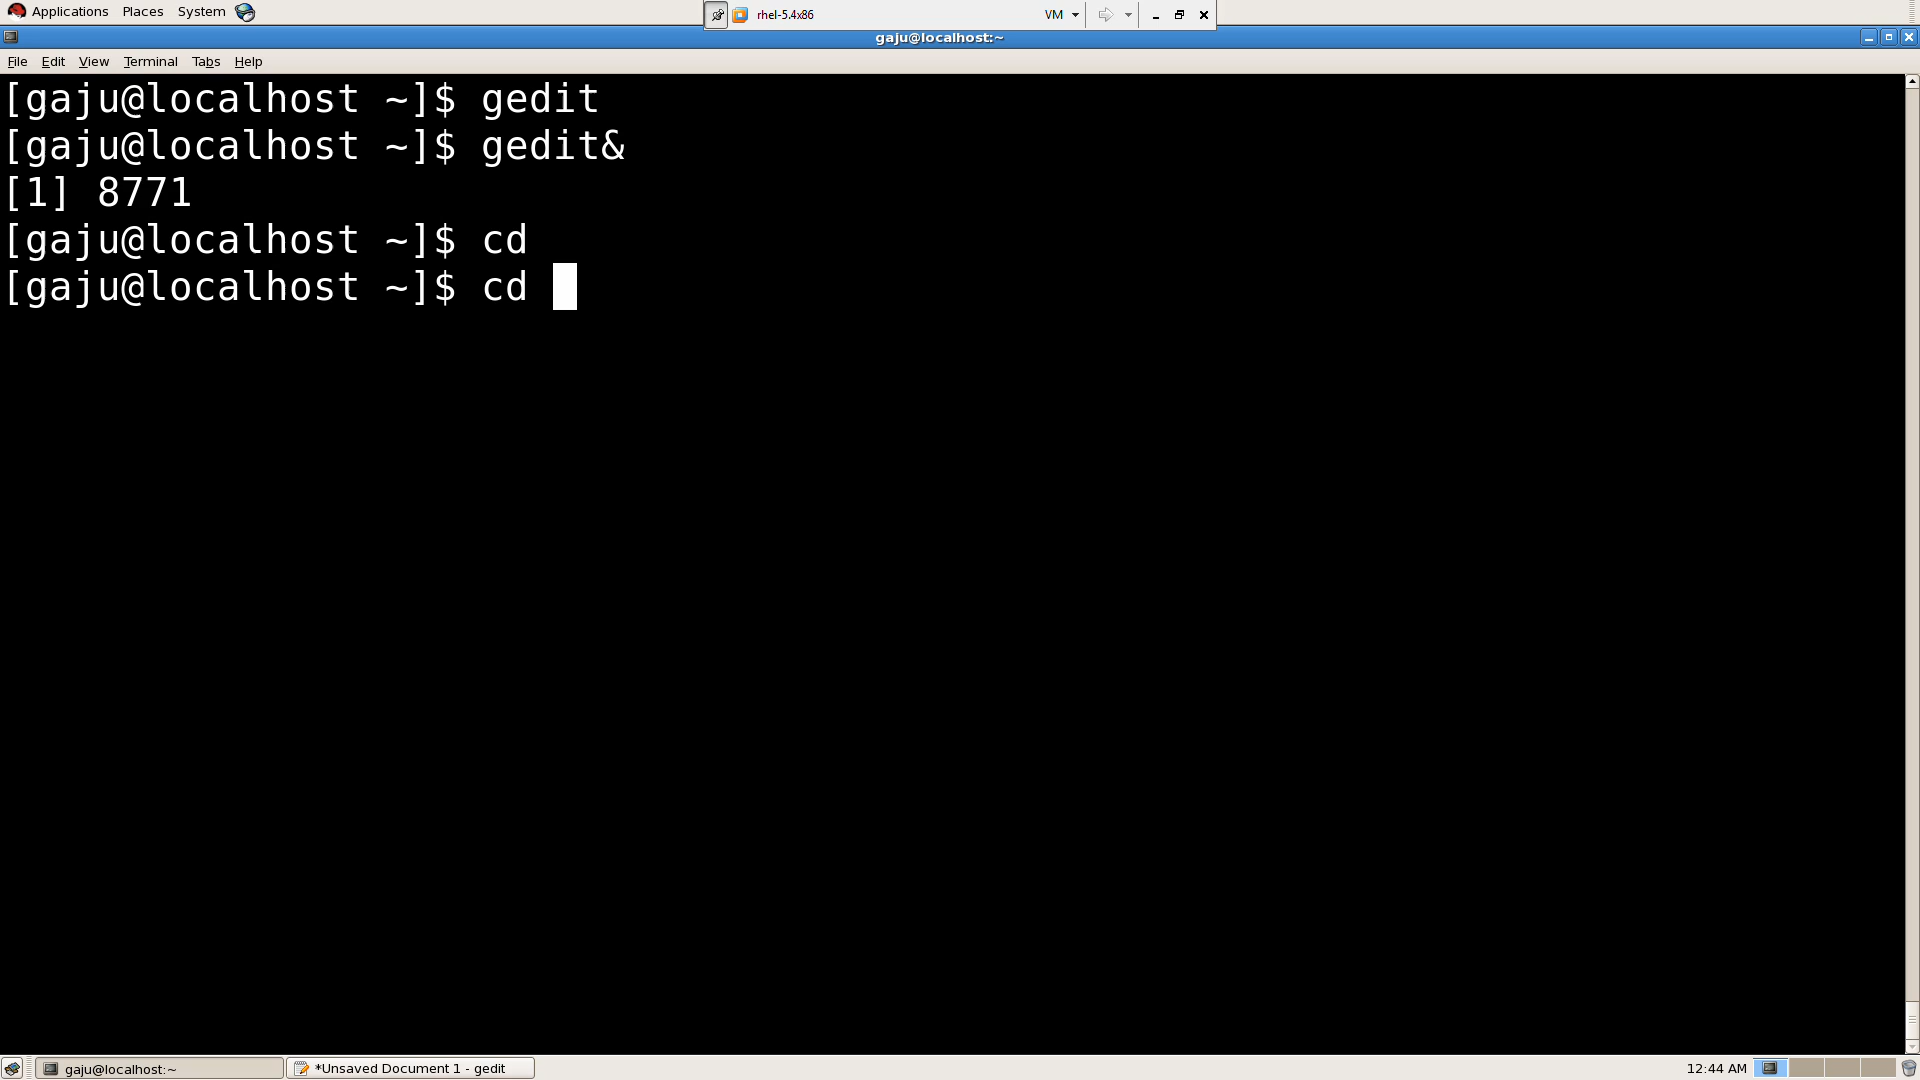 Applications Places System
rhel-5.4x86 VM
gaju@localhost:~
File Edit View Terminal Tabs Help
[gaju@localhost ~]$ gedit
[gaju@localhost ~]$ gedit&
[1] 8771
[gaju@localhost ~]$ cd
[gaju@localhost ~]$ cd
gaju@localhost:~ *Unsaved Document 1 - gedit 12:44 AM